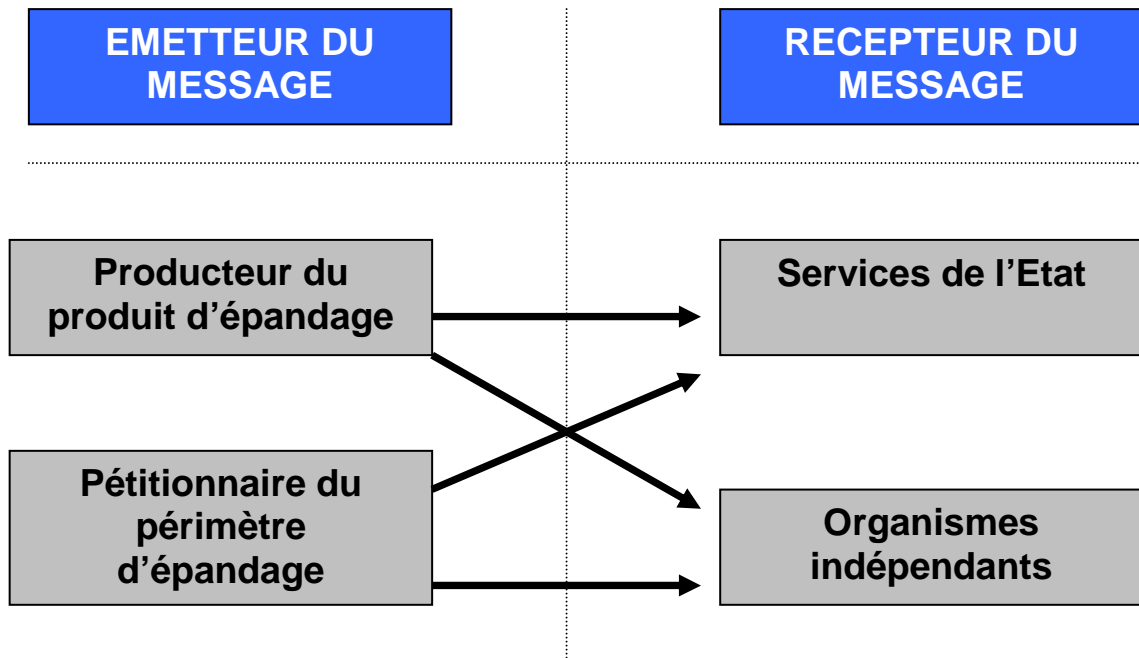 EMETTEUR DU
MESSAGE
RECEPTEUR DU
MESSAGE
Producteur du
produit d’épandage
Services de l’Etat
Pétitionnaire du
périmètre
d’épandage
Organismes
indépendants